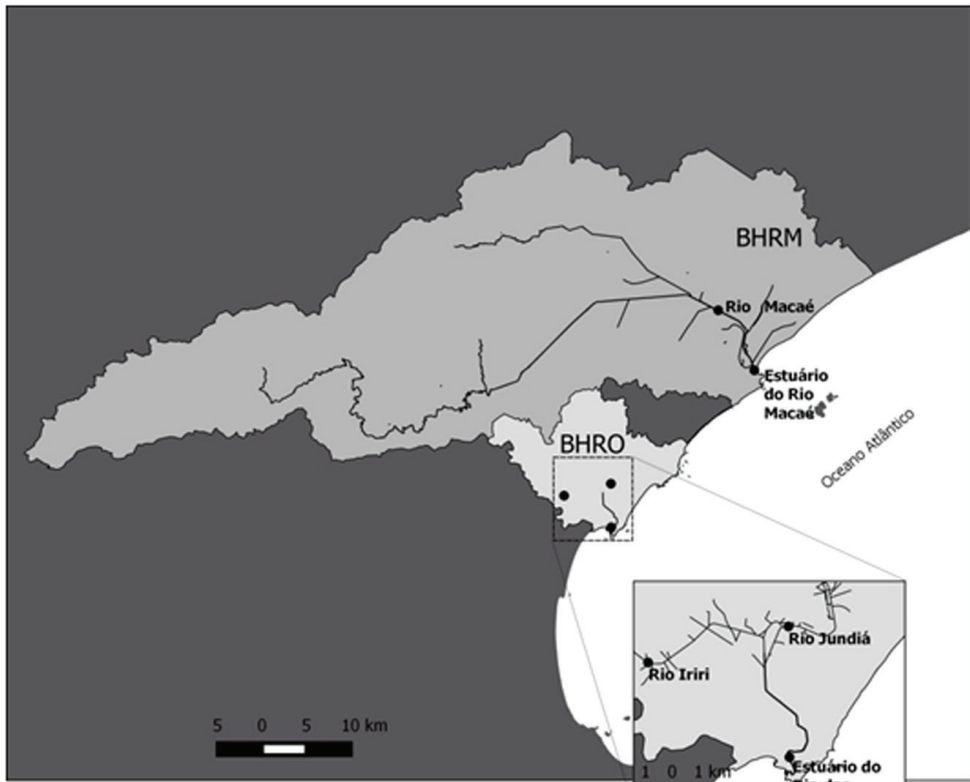 BHRM
Rio Macaé
Estuário
do Rio
Macaé
Oceano Atlântico
BHRO
Rio Jundiá
Rio Iriri
5 0 5 10 km
1 0 1 km
Estuário do